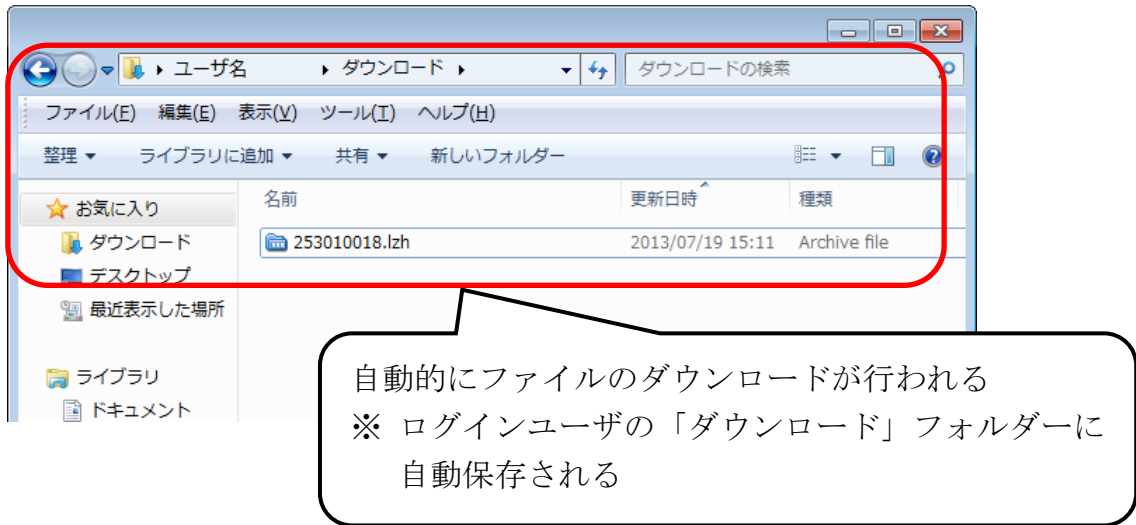 ユーザ名 ダウンロード ダウンロードの検索
ファイル(F) 編集(E) 表示(V) ツール(T) ヘルプ(H)
整理 ライブラリに追加 共有 新しいフォルダー
名前 更新日時 種類
お気に入り
ダウンロード
253010018.lzh 2013/07/19 15:11 Archive file
デスクトップ
最近表示した場所
ライブラリ
ドキュメント
自動的にファイルのダウンロードが行われる
※ ログインユーザの「ダウンロード」フォルダーに
自動保存される